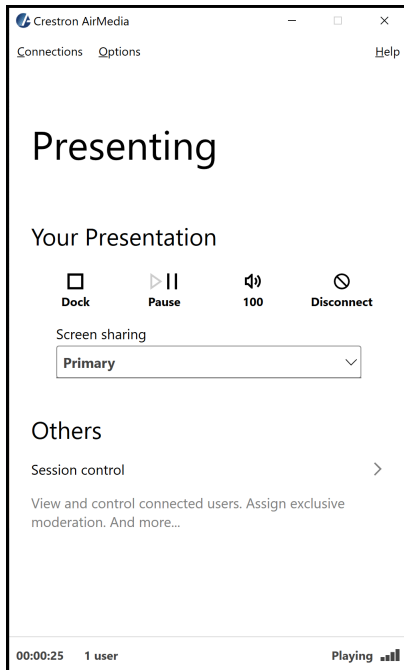 Crestron AirMedia
Connections Options Help
Presenting
Your Presentation
Dock Pause 100 Disconnect
Screen sharing
Primary
Others
Session control
View and control connected users. Assign exclusive
moderation. And more...
00:00:25 1 user Playing